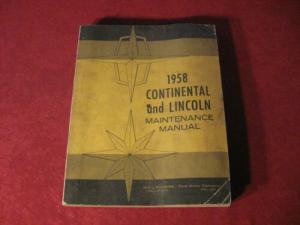 1958
CONTINENTAL
and LINCOLN
MAINTENANCE
MANUAL